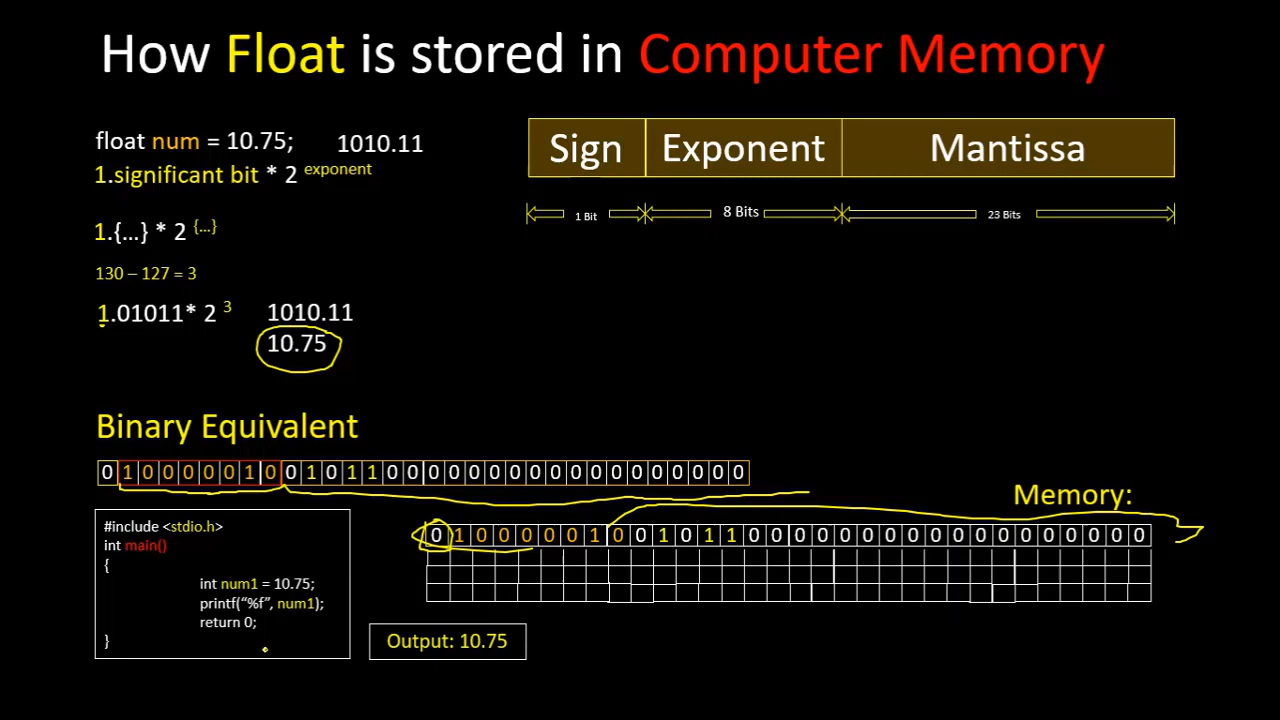 How Float is stored in Computer Memory
float num = 10.75; 1010.11
1.significant bit * 2 exponent
Sign Exponent Mantissa
1 Bit 8 Bits 23 Bits
1.{...} * 2 {...}
130 – 127 = 3
1.01011* 2 3 1010.11
10.75
Binary Equivalent
0 1 0 0 0 0 0 1 0 0 1 0 1 1 0 0 0 0 0 0 0 0 0 0 0 0 0 0 0 0 0 0
Memory:
0 1 0 0 0 0 0 1 0 0 1 0 1 1 0 0 0 0 0 0 0 0 0 0 0 0 0 0 0 0 0 0
#include <stdio.h>
int main()
{
int num1 = 10.75;
printf(“%f”, num1);
return 0;
}
Output: 10.75